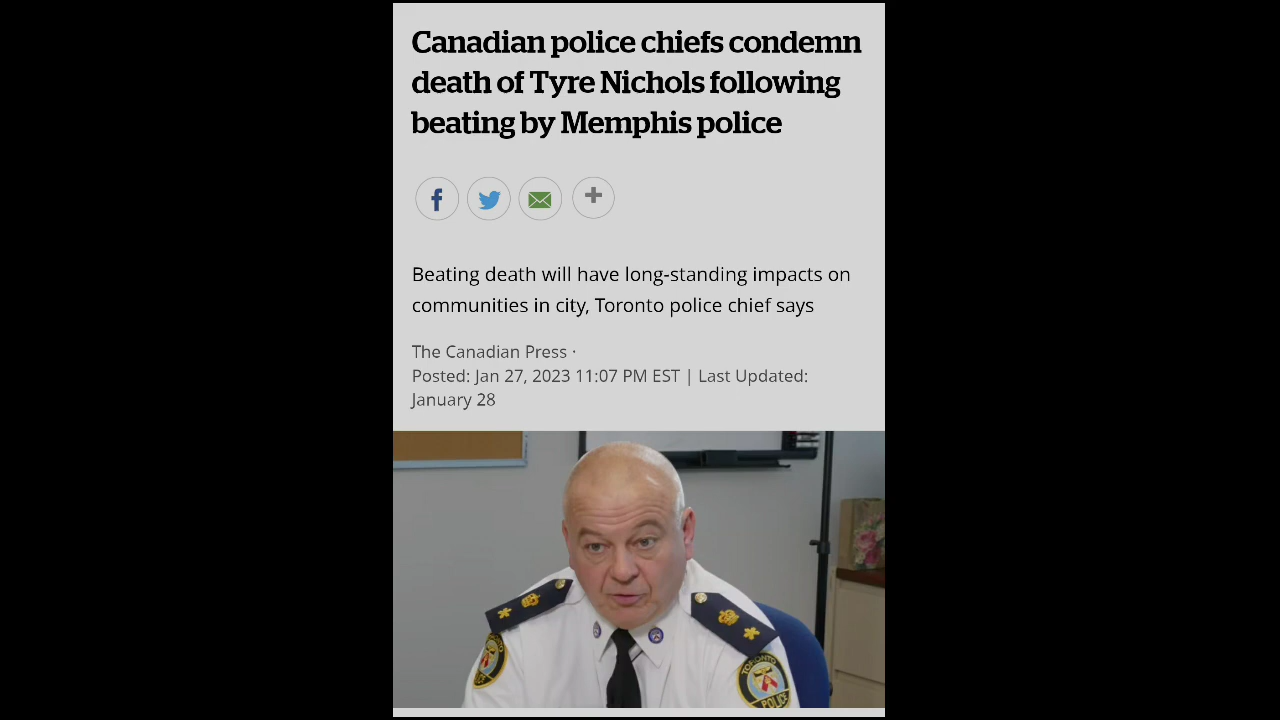 Canadian police chiefs condemn
death of Tyre Nichols following
beating by Memphis police
Beating death will have long-standing impacts on
communities in city, Toronto police chief says
The Canadian Press ·
Posted: Jan 27, 2023 11:07 PM EST | Last Updated:
January 28
TORONTO
POLICE